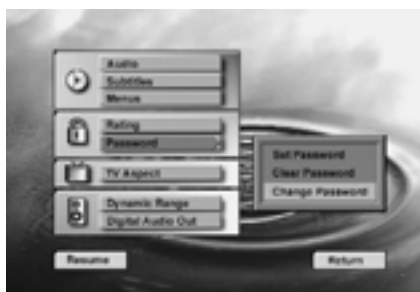 Audio
Subtitles
Menus
Rating
Password
TV Aspect
Dynamic Range
Digital Audio Out
Set Password
Clear Password
Change Password
Resume
Return